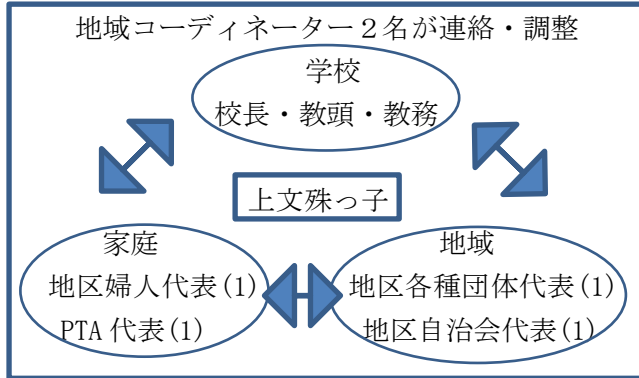 地域コーディネーター２名が連絡・調整
学校
校長・教頭・教務
上文殊っ子
家庭
地区婦人代表(1)
PTA 代表(1)
地域
地区各種団体代表(1)
地区自治会代表(1)